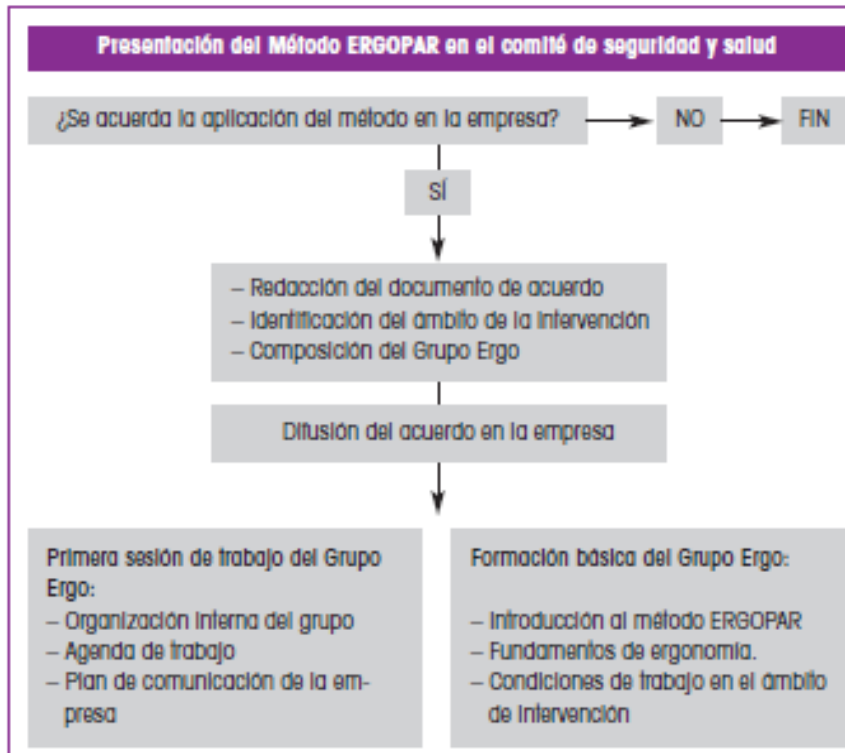 Presentación del Método ERGOPAR en el comité de seguridad y salud
¿Se acuerda la aplicación del método en la empresa?
NO
FIN
SÍ
– Redacción del documento de acuerdo
– Identificación del ámbito de la intervención
– Composición del Grupo Ergo
Difusión del acuerdo en la empresa
Primera sesión de trabajo del Grupo
Ergo:
– Organización interna del grupo
– Agenda de trabajo
– Plan de comunicación de la em-
presa
Formación básica del Grupo Ergo:
– Introducción al método ERGOPAR
– Fundamentos de ergonomía.
– Condiciones de trabajo en el ámbito
de intervención